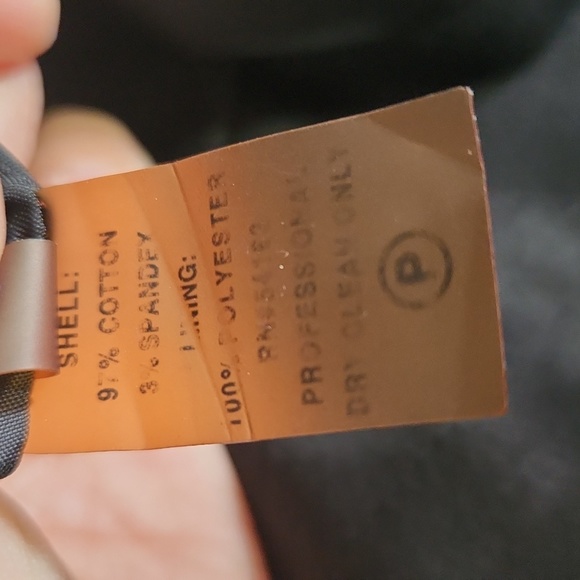 SHELL:
97% COTTON
3% SPANDEX
LINING:
100% POLYESTER
PROFESSIONAL
DRY CLEAN ONLY
P